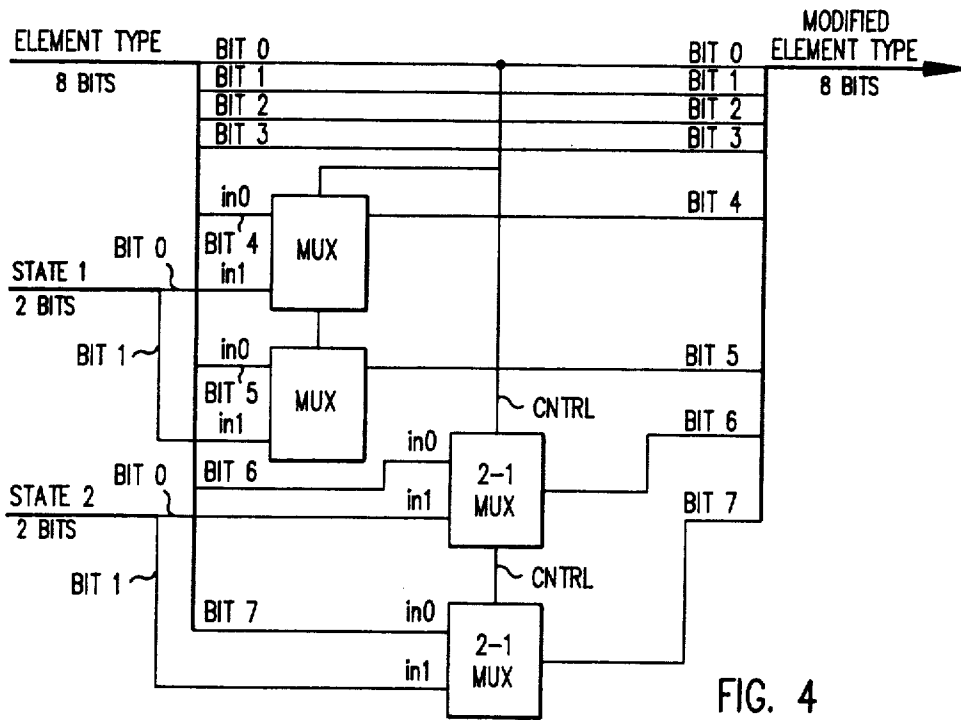 ELEMENT TYPE
8 BITS
BIT 0
BIT 1
BIT 2
BIT 3
BIT 0
BIT 1
BIT 2
BIT 3
MODIFIED
ELEMENT TYPE
8 BITS
in0
BIT 4
MUX
BIT 4
BIT 0
in1
STATE 1
2 BITS
BIT 1
in0
BIT 5
MUX
BIT 5
in1
CNTRL
BIT 6
in0
BIT 6
2-1
MUX
BIT 0
in1
STATE 2
2 BITS
BIT 7
BIT 1
CNTRL
BIT 7
in0
2-1
MUX
in1
FIG. 4